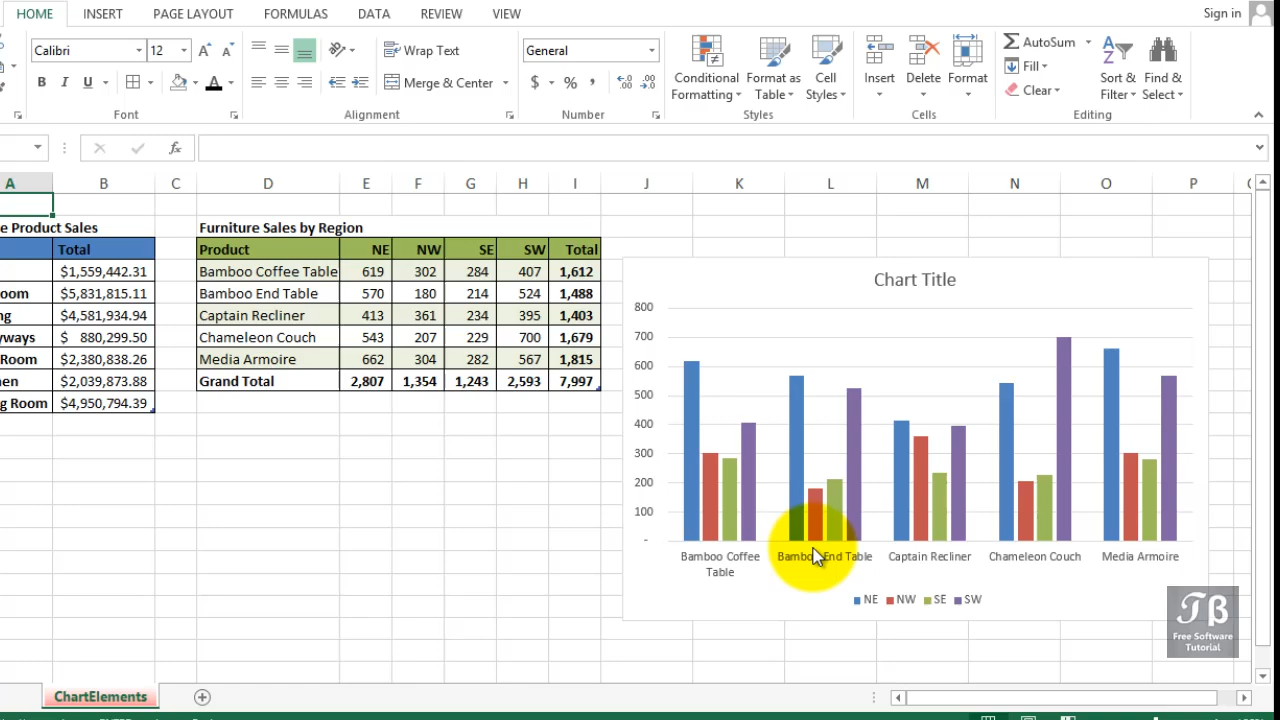 HOME INSERT PAGE LAYOUT FORMULAS DATA REVIEW VIEW Sign in
Calibri 12 A A Wrap Text General AutoSum
B I U A Merge & Center $ % , .00 Conditional Formatting Format as Table Cell Styles Insert Delete Format Fill Clear Sort & Filter Find & Select
Font Alignment Number Styles Cells Editing
fx
A B C D E F G H I J K L M N O P
e Product Sales Furniture Sales by Region
Total Product NE NW SE SW Total
$1,559,442.31 Bamboo Coffee Table 619 302 284 407 1,612
oom $5,831,815.11 Bamboo End Table 570 180 214 524 1,488
ng $4,581,934.94 Captain Recliner 413 361 234 395 1,403
yways $ 880,299.50 Chameleon Couch 543 207 229 700 1,679
Room $2,380,838.26 Media Armoire 662 304 282 567 1,815
en $2,039,873.88 Grand Total 2,807 1,354 1,243 2,593 7,997
g Room $4,950,794.39
Chart Title
800
700
600
500
400
300
200
100
-
Bamboo Coffee Table Bamboo End Table Captain Recliner Chameleon Couch Media Armoire
NE NW SE SW
TB
Free Software
Tutorial
ChartElements